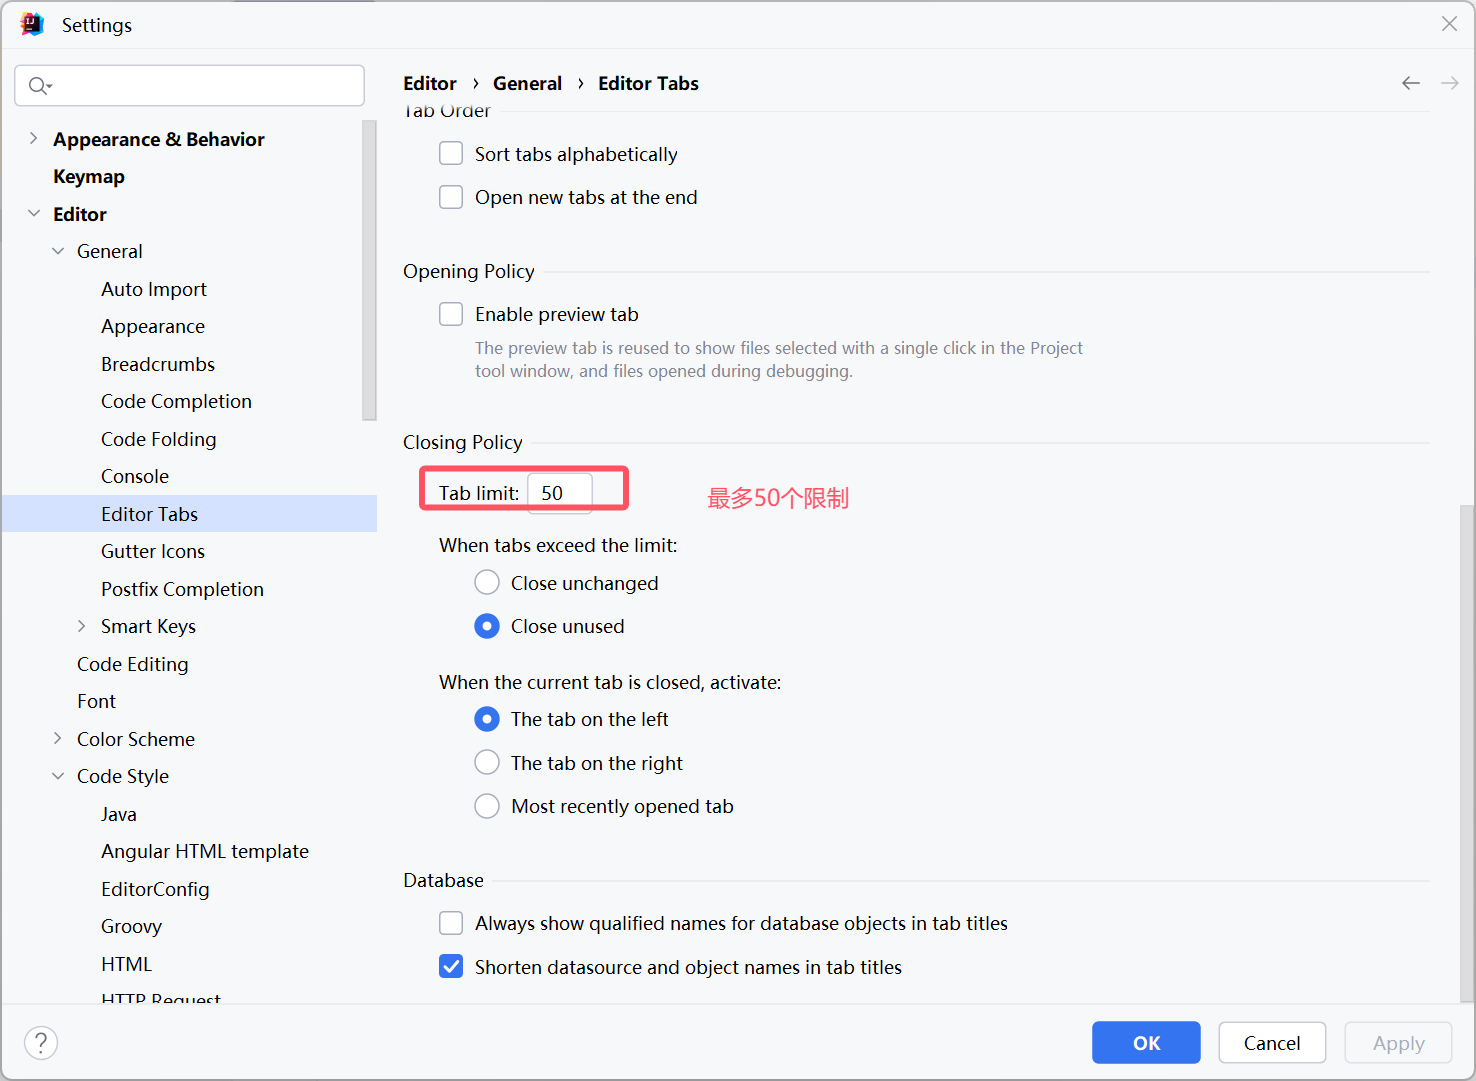 Settings
Editor › General › Editor Tabs
Appearance & Behavior
Keymap
Editor
General
Auto Import
Appearance
Breadcrumbs
Code Completion
Code Folding
Console
Editor Tabs
Gutter Icons
Postfix Completion
Smart Keys
Code Editing
Font
Color Scheme
Code Style
Java
Angular HTML template
EditorConfig
Groovy
HTML
HTTP Request
Tab Order
Sort tabs alphabetically
Open new tabs at the end
Opening Policy
Enable preview tab
The preview tab is reused to show files selected with a single click in the Project
tool window, and files opened during debugging.
Closing Policy
Tab limit: 50
最多50个限制
When tabs exceed the limit:
Close unchanged
Close unused
When the current tab is closed, activate:
The tab on the left
The tab on the right
Most recently opened tab
Database
Always show qualified names for database objects in tab titles
Shorten datasource and object names in tab titles
?
OK
Cancel
Apply